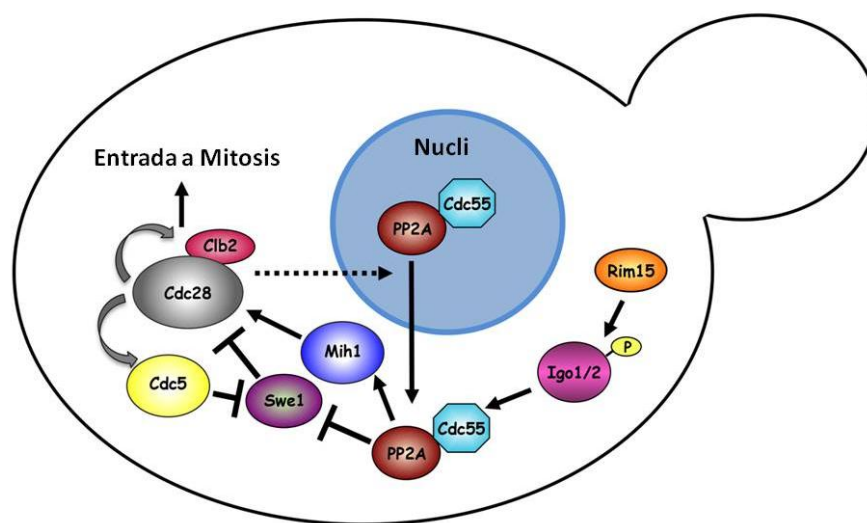 Entrada a Mitosis
Nucli
Cdc55
PP2A
Clb2
Cdc28
Rim15
Mih1
P
Igo1/2
Cdc5
Swe1
Cdc55
PP2A